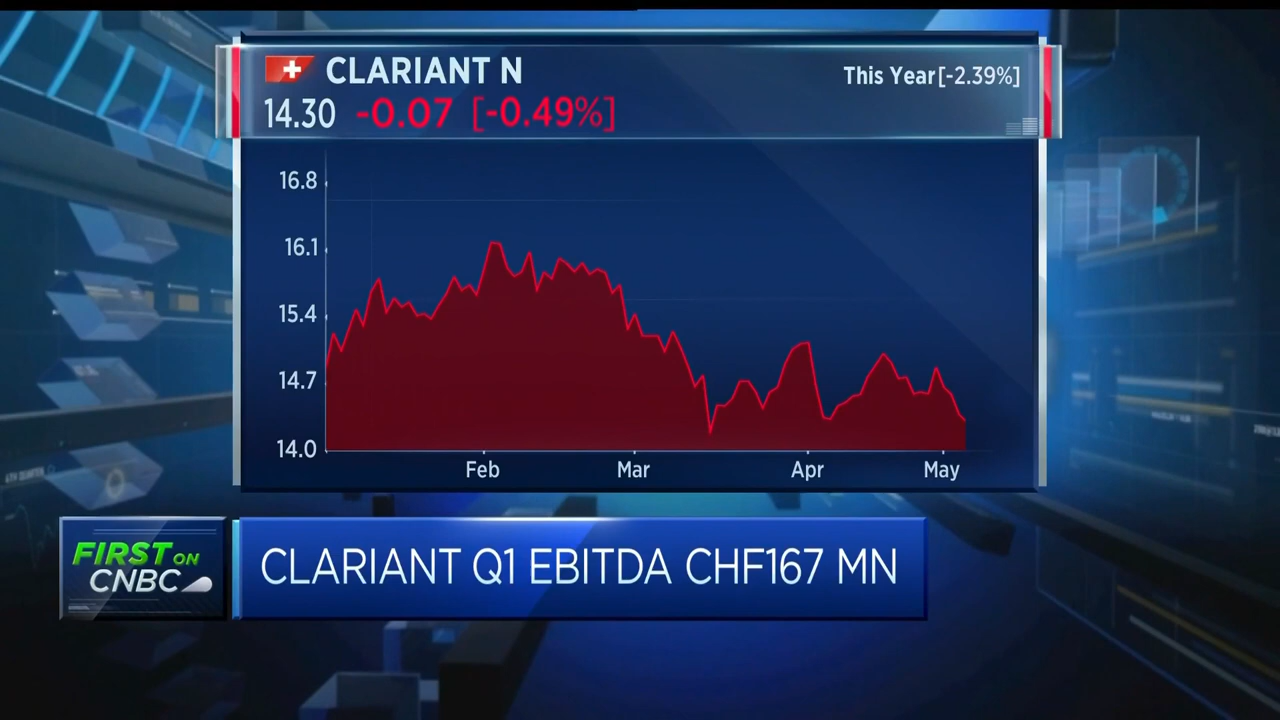 CLARIANT N
This Year[-2.39%]
14.30 -0.07 [-0.49%]
16.8
16.1
15.4
14.7
14.0
Feb Mar Apr May
FIRST ON
CNBC
CLARIANT Q1 EBITDA CHF167 MN